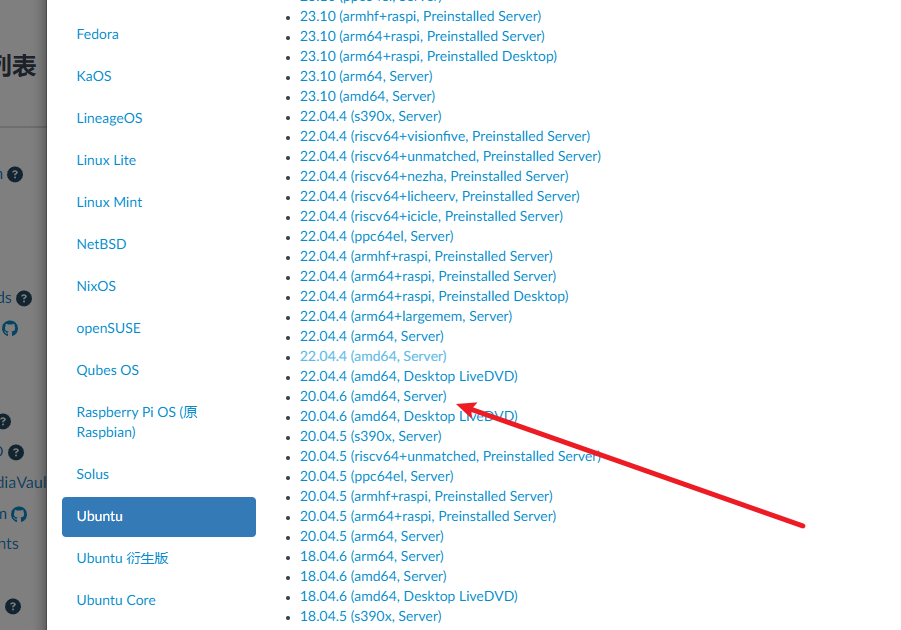 列表
Fedora
KaOS
LineageOS
Linux Lite
Linux Mint
NetBSD
NixOS
openSUSE
Qubes OS
Raspberry Pi OS (原
Raspbian)
Solus
Ubuntu
Ubuntu 衍生版
Ubuntu Core
ds
diaVaul
nts
23.10 (armhf+raspi, Preinstalled Server)
23.10 (arm64+raspi, Preinstalled Server)
23.10 (arm64+raspi, Preinstalled Desktop)
23.10 (arm64, Server)
23.10 (amd64, Server)
22.04.4 (s390x, Server)
22.04.4 (riscv64+visionfive, Preinstalled Server)
22.04.4 (riscv64+unmatched, Preinstalled Server)
22.04.4 (riscv64+nezha, Preinstalled Server)
22.04.4 (riscv64+licheerv, Preinstalled Server)
22.04.4 (riscv64+icicle, Preinstalled Server)
22.04.4 (ppc64el, Server)
22.04.4 (armhf+raspi, Preinstalled Server)
22.04.4 (arm64+raspi, Preinstalled Server)
22.04.4 (arm64+raspi, Preinstalled Desktop)
22.04.4 (arm64+largemem, Server)
22.04.4 (arm64, Server)
22.04.4 (amd64, Server)
22.04.4 (amd64, Desktop LiveDVD)
20.04.6 (amd64, Server)
20.04.6 (amd64, Desktop LiveDVD)
20.04.5 (s390x, Server)
20.04.5 (riscv64+unmatched, Preinstalled Server)
20.04.5 (ppc64el, Server)
20.04.5 (armhf+raspi, Preinstalled Server)
20.04.5 (arm64+raspi, Preinstalled Server)
20.04.5 (arm64, Server)
18.04.6 (arm64, Server)
18.04.6 (amd64, Server)
18.04.6 (amd64, Desktop LiveDVD)
18.04.5 (s390x, Server)